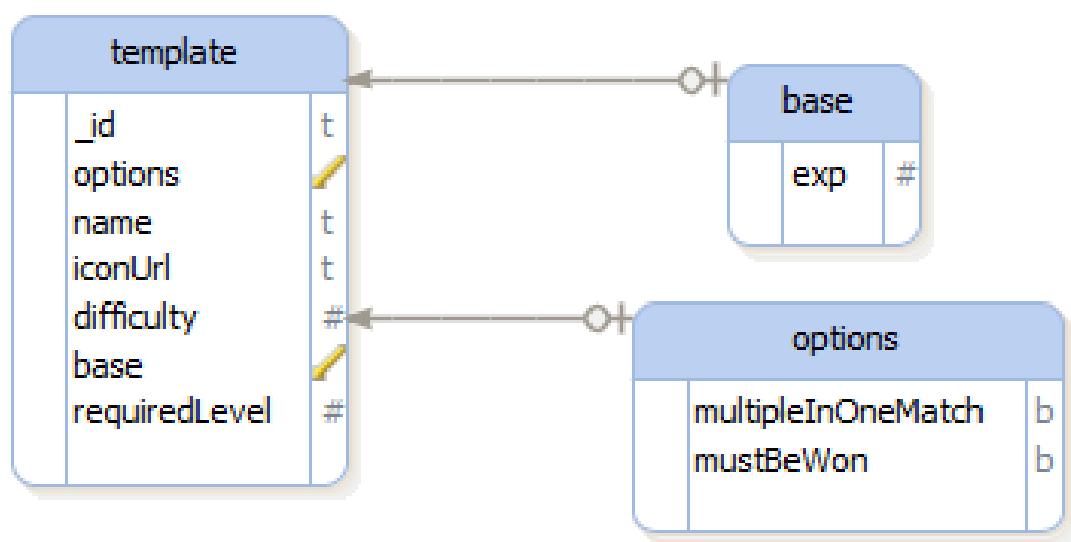 template
_id t
options
name t
iconUrl t
difficulty #
base
requiredLevel #
base
exp #
options
multipleInOneMatch b
mustBeWon b